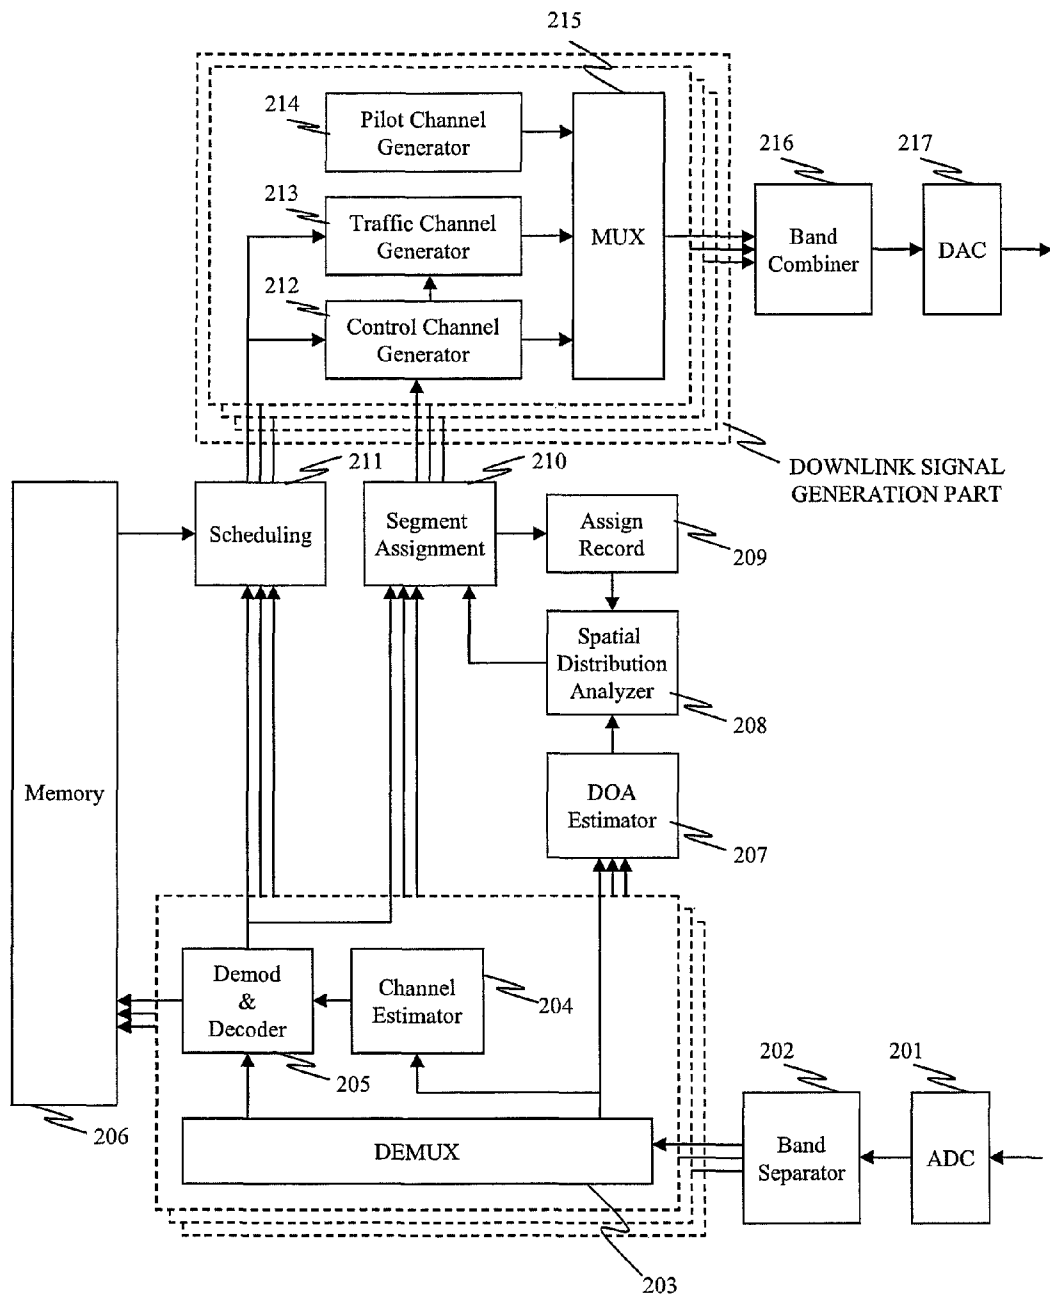 215
214
Pilot Channel
Generator
216
217
213
Traffic Channel
Generator
MUX
Band
Combiner
DAC
212
Control Channel
Generator
211
210
DOWNLINK SIGNAL
GENERATION PART
Scheduling
Segment
Assignment
Assign
Record
209
Spatial
Distribution
Analyzer
208
Memory
DOA
Estimator
207
Demod
&
Decoder
Channel
Estimator
204
205
202
201
206
DEMUX
Band
Separator
ADC
203